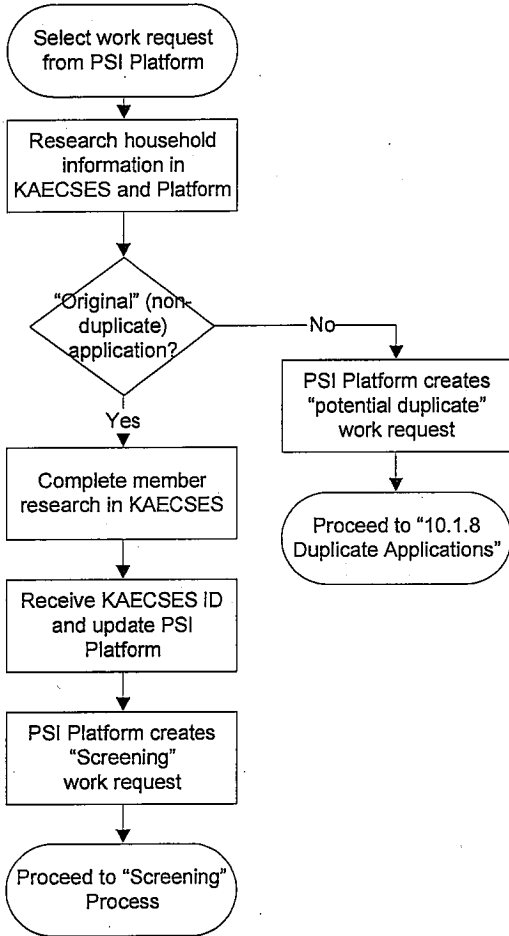 Select work request
from PSI Platform
Research household
information in
KAECSES and Platform
“Original” (non-
duplicate)
application?
No
Yes
PSI Platform creates
“potential duplicate”
work request
Complete member
research in KAECSES
Proceed to “10.1.8
Duplicate Applications”
Receive KAECSES ID
and update PSI
Platform
PSI Platform creates
“Screening”
work request
Proceed to “Screening”
Process